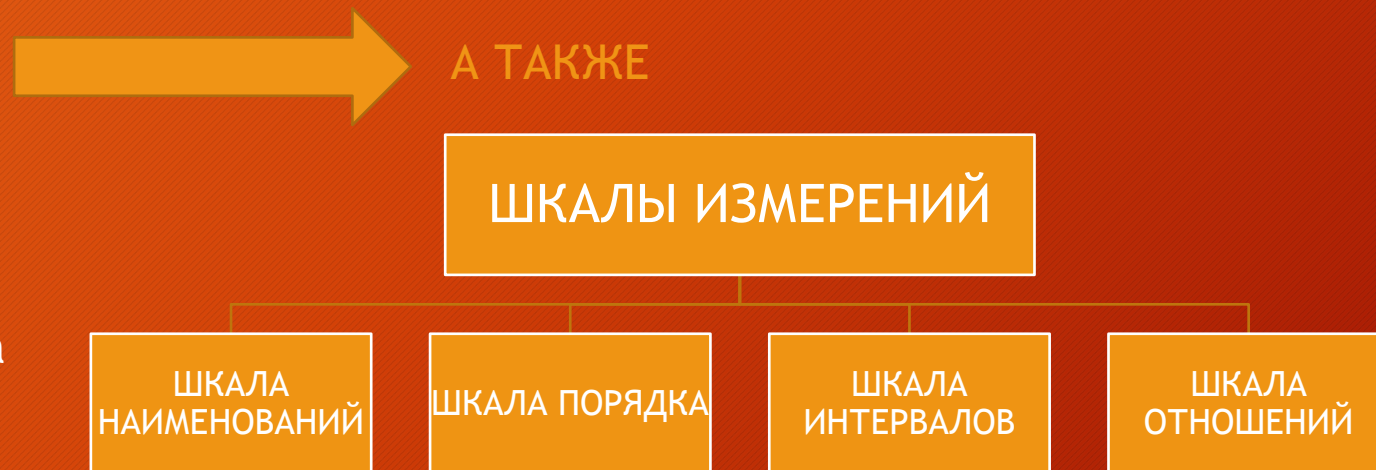 А ТАКЖЕ
ШКАЛЫ ИЗМЕРЕНИЙ
ШКАЛА
НАИМЕНОВАНИЙ
ШКАЛА ПОРЯДКА
ШКАЛА
ИНТЕРВАЛОВ
ШКАЛА
ОТНОШЕНИЙ